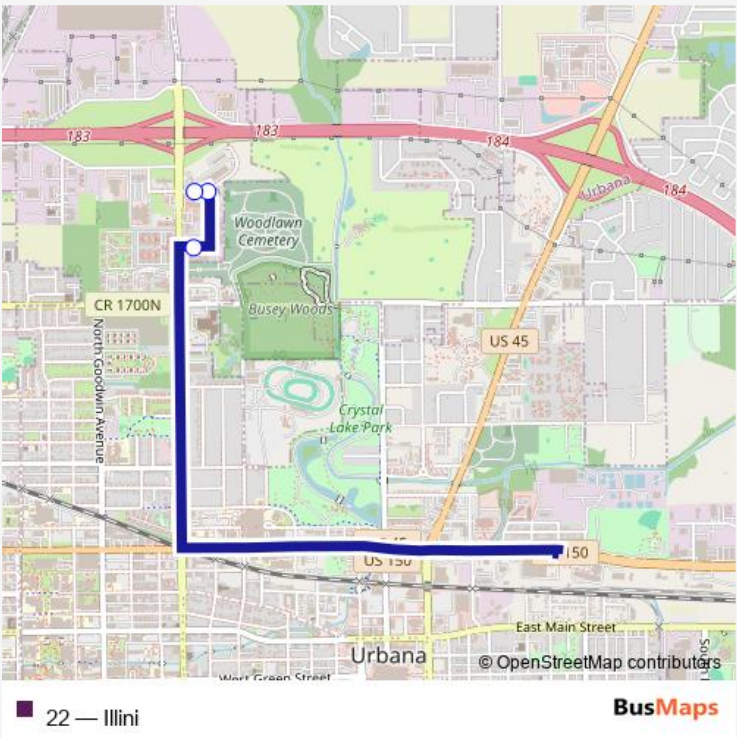 183
183
184
Urbana
184
Woodlawn
Cemetery
CR 1700N
Busey Woods
US 45
North Goodwin Avenue
Crystal
Lake Park
US 150
150
East Main Street
Urbana
West Green Street
© OpenStreetMap contributors
22 — Illini
BusMaps